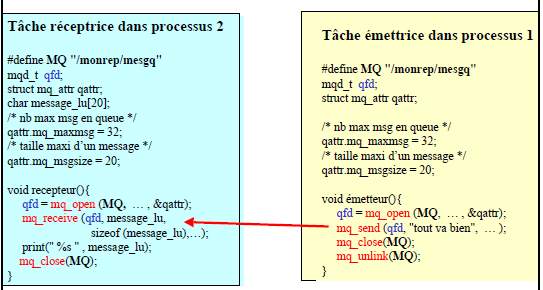 Tâche réceptrice dans processus 2
#define MQ "/monrep/mesgq"
mqd_t qfd;
struct mq_attr qattr;
char message_lu[20];
/* nb max msg en queue */
qattr.mq_maxmsg = 32;
/* taille maxi d’un message */
qattr.mq_msgsize = 20;
void recepteur(){
qfd = mq_open (MQ, … , &qattr);
mq_receive (qfd, message_lu,
sizeof (message_lu),…);
print(" %s " , message_lu);
mq_close(MQ);
}
Tâche émettrice dans processus 1
#define MQ "/monrep/mesgq"
mqd_t qfd;
struct mq_attr qattr;
/* nb max msg en queue */
qattr.mq_maxmsg = 32;
/* taille maxi d’un message */
qattr.mq_msgsize = 20;
void émetteur(){
qfd = mq_open (MQ, … , &qattr);
mq_send (qfd, "tout va bien", … );
mq_close(MQ);
mq_unlink(MQ);
}